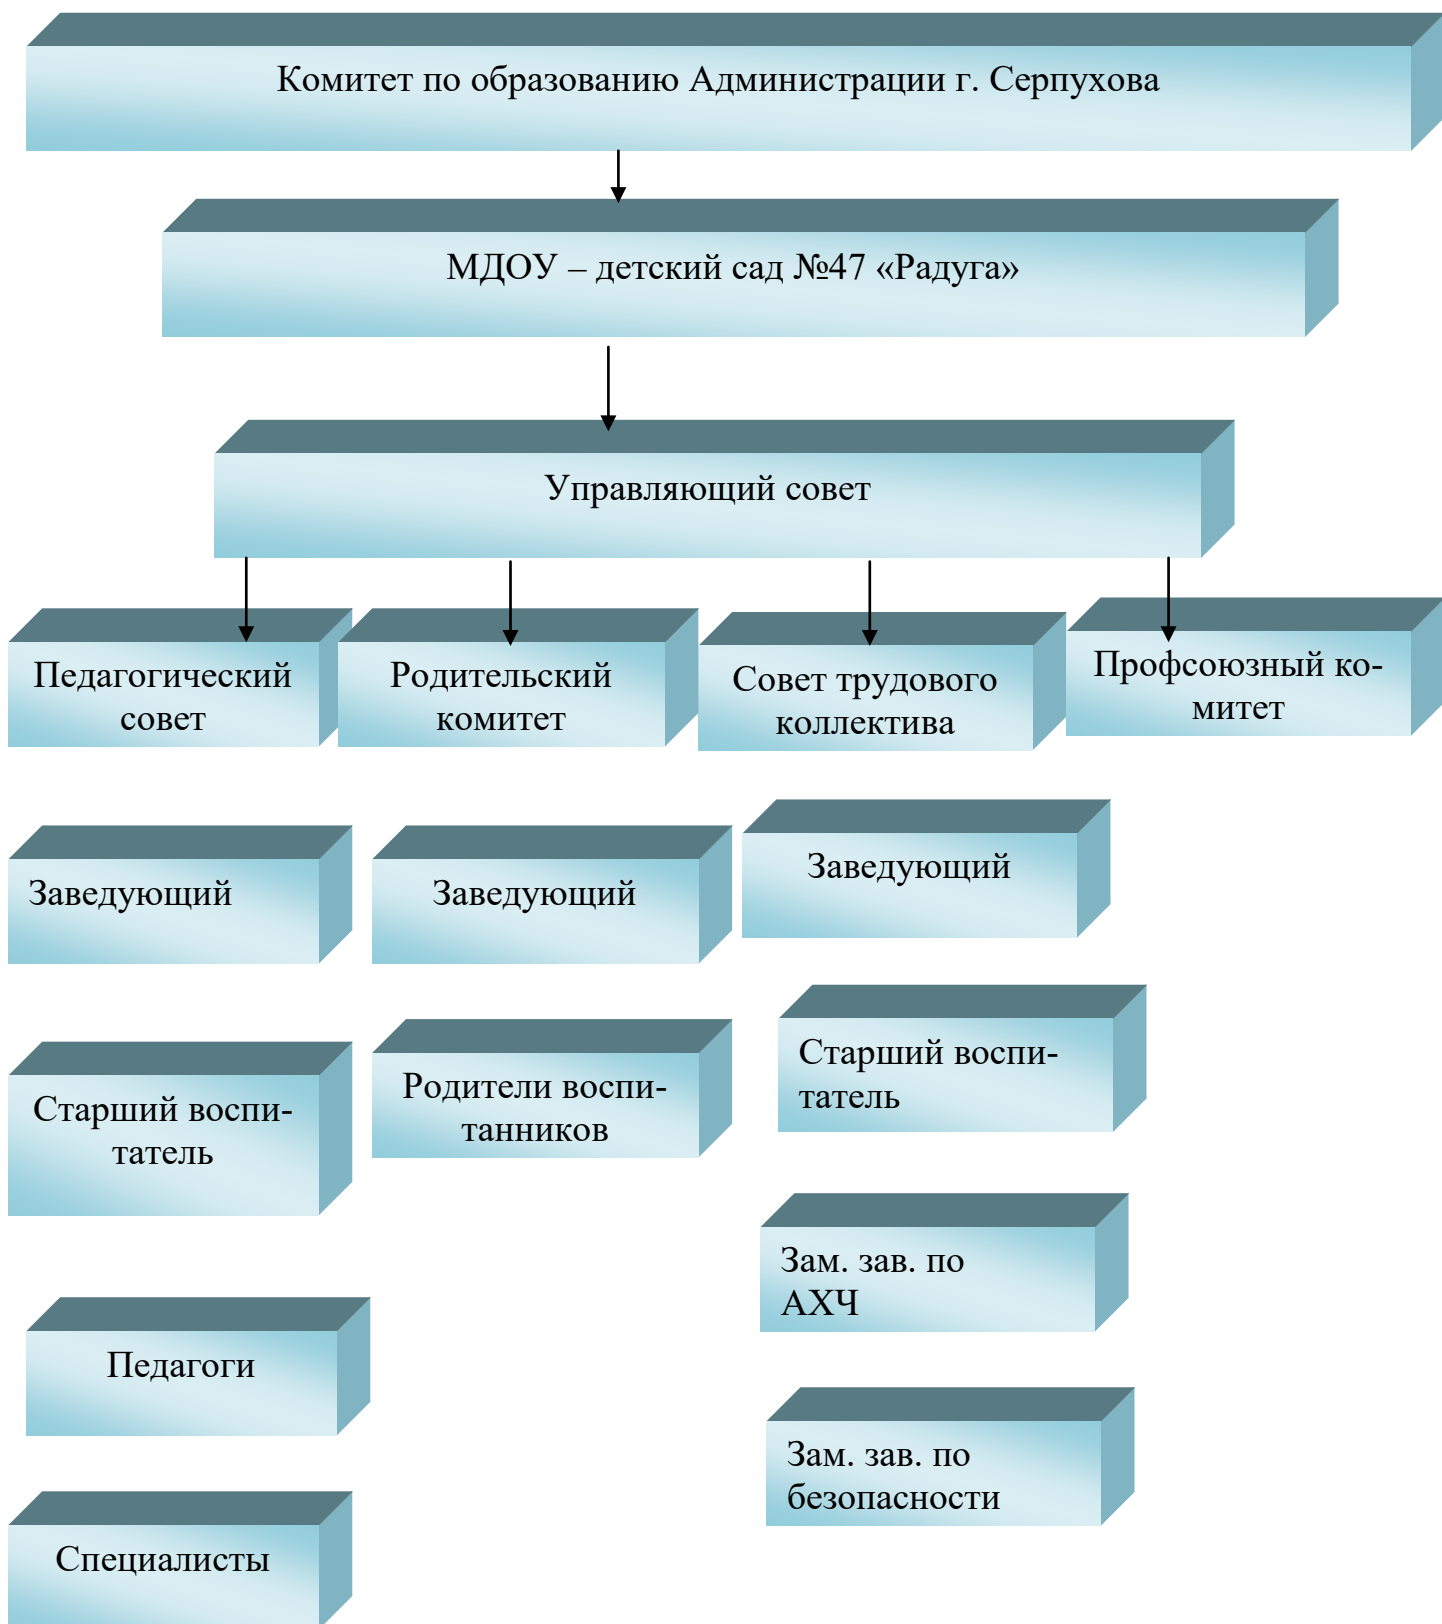 Комитет по образованию Администрации г. Серпухова
МДОУ – детский сад №47 «Радуга»
Управляющий совет
Педагогический
совет
Родительский
комитет
Совет трудового
коллектива
Профсоюзный ко-
митет
Заведующий
Заведующий
Заведующий
Старший воспи-
татель
Родители воспи-
танников
Старший воспи-
татель
Зам. зав. по
АХЧ
Педагоги
Зам. зав. по
безопасности
Специалисты